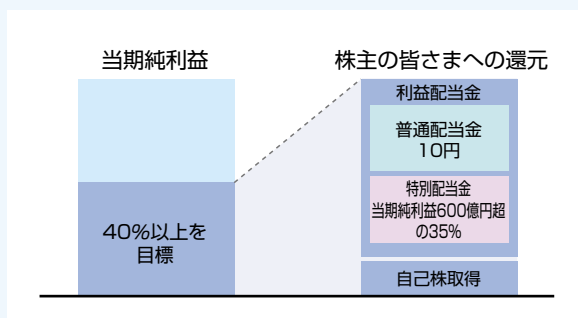 当期純利益
40%以上を
目標
株主の皆さまへの還元
利益配当金
普通配当金
10円
特別配当金
当期純利益600億円超
の35%
自己株取得